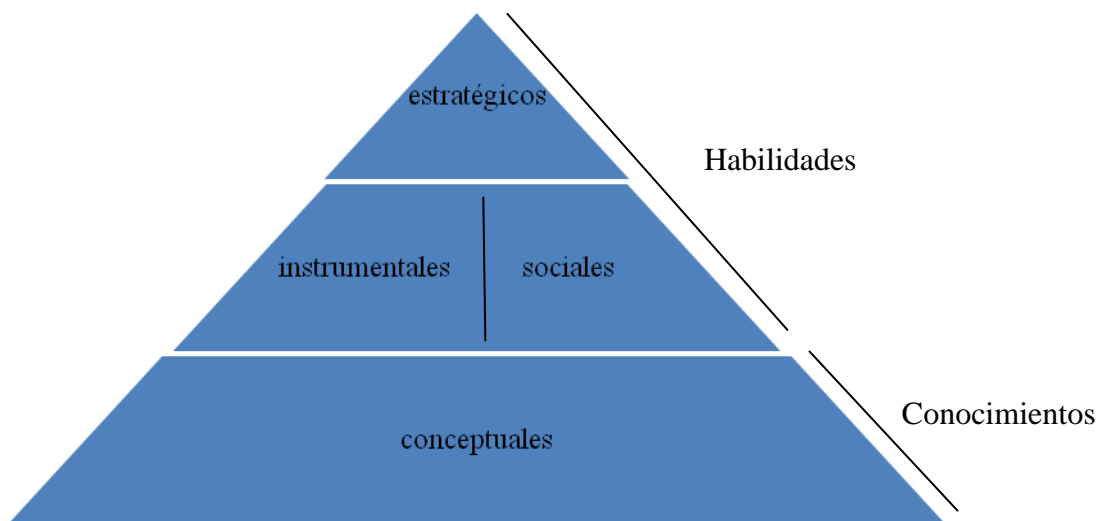 estratégicos
Habilidades
instrumentales
sociales
Conocimientos
conceptuales